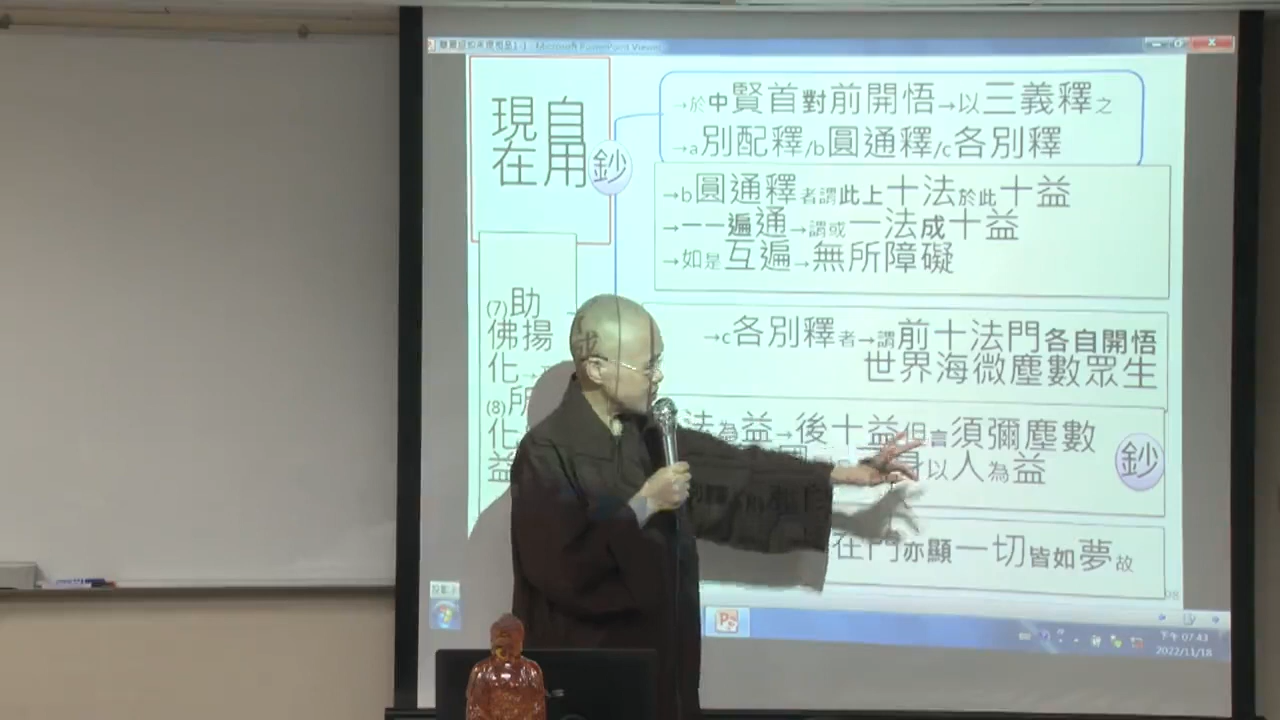 Microsoft PowerPoint Viewer
自用
現在
鈔
→於中賢首對前開悟→以三義釋之
→a別配釋/b圓通釋/c各別釋
→b圓通釋者謂此上十法於此十益
→一一遍通→謂或一法成十益
→如是互遍→無所障礙
→c各別釋者→謂前十法門各自開悟
世界海微塵數眾生
(7)助
佛揚
化→
(8)所
化
益
法為益→後十益但言須彌塵數
身以人為益
鈔
在門亦顯一切皆如夢故
下午 07:43
2022/11/18